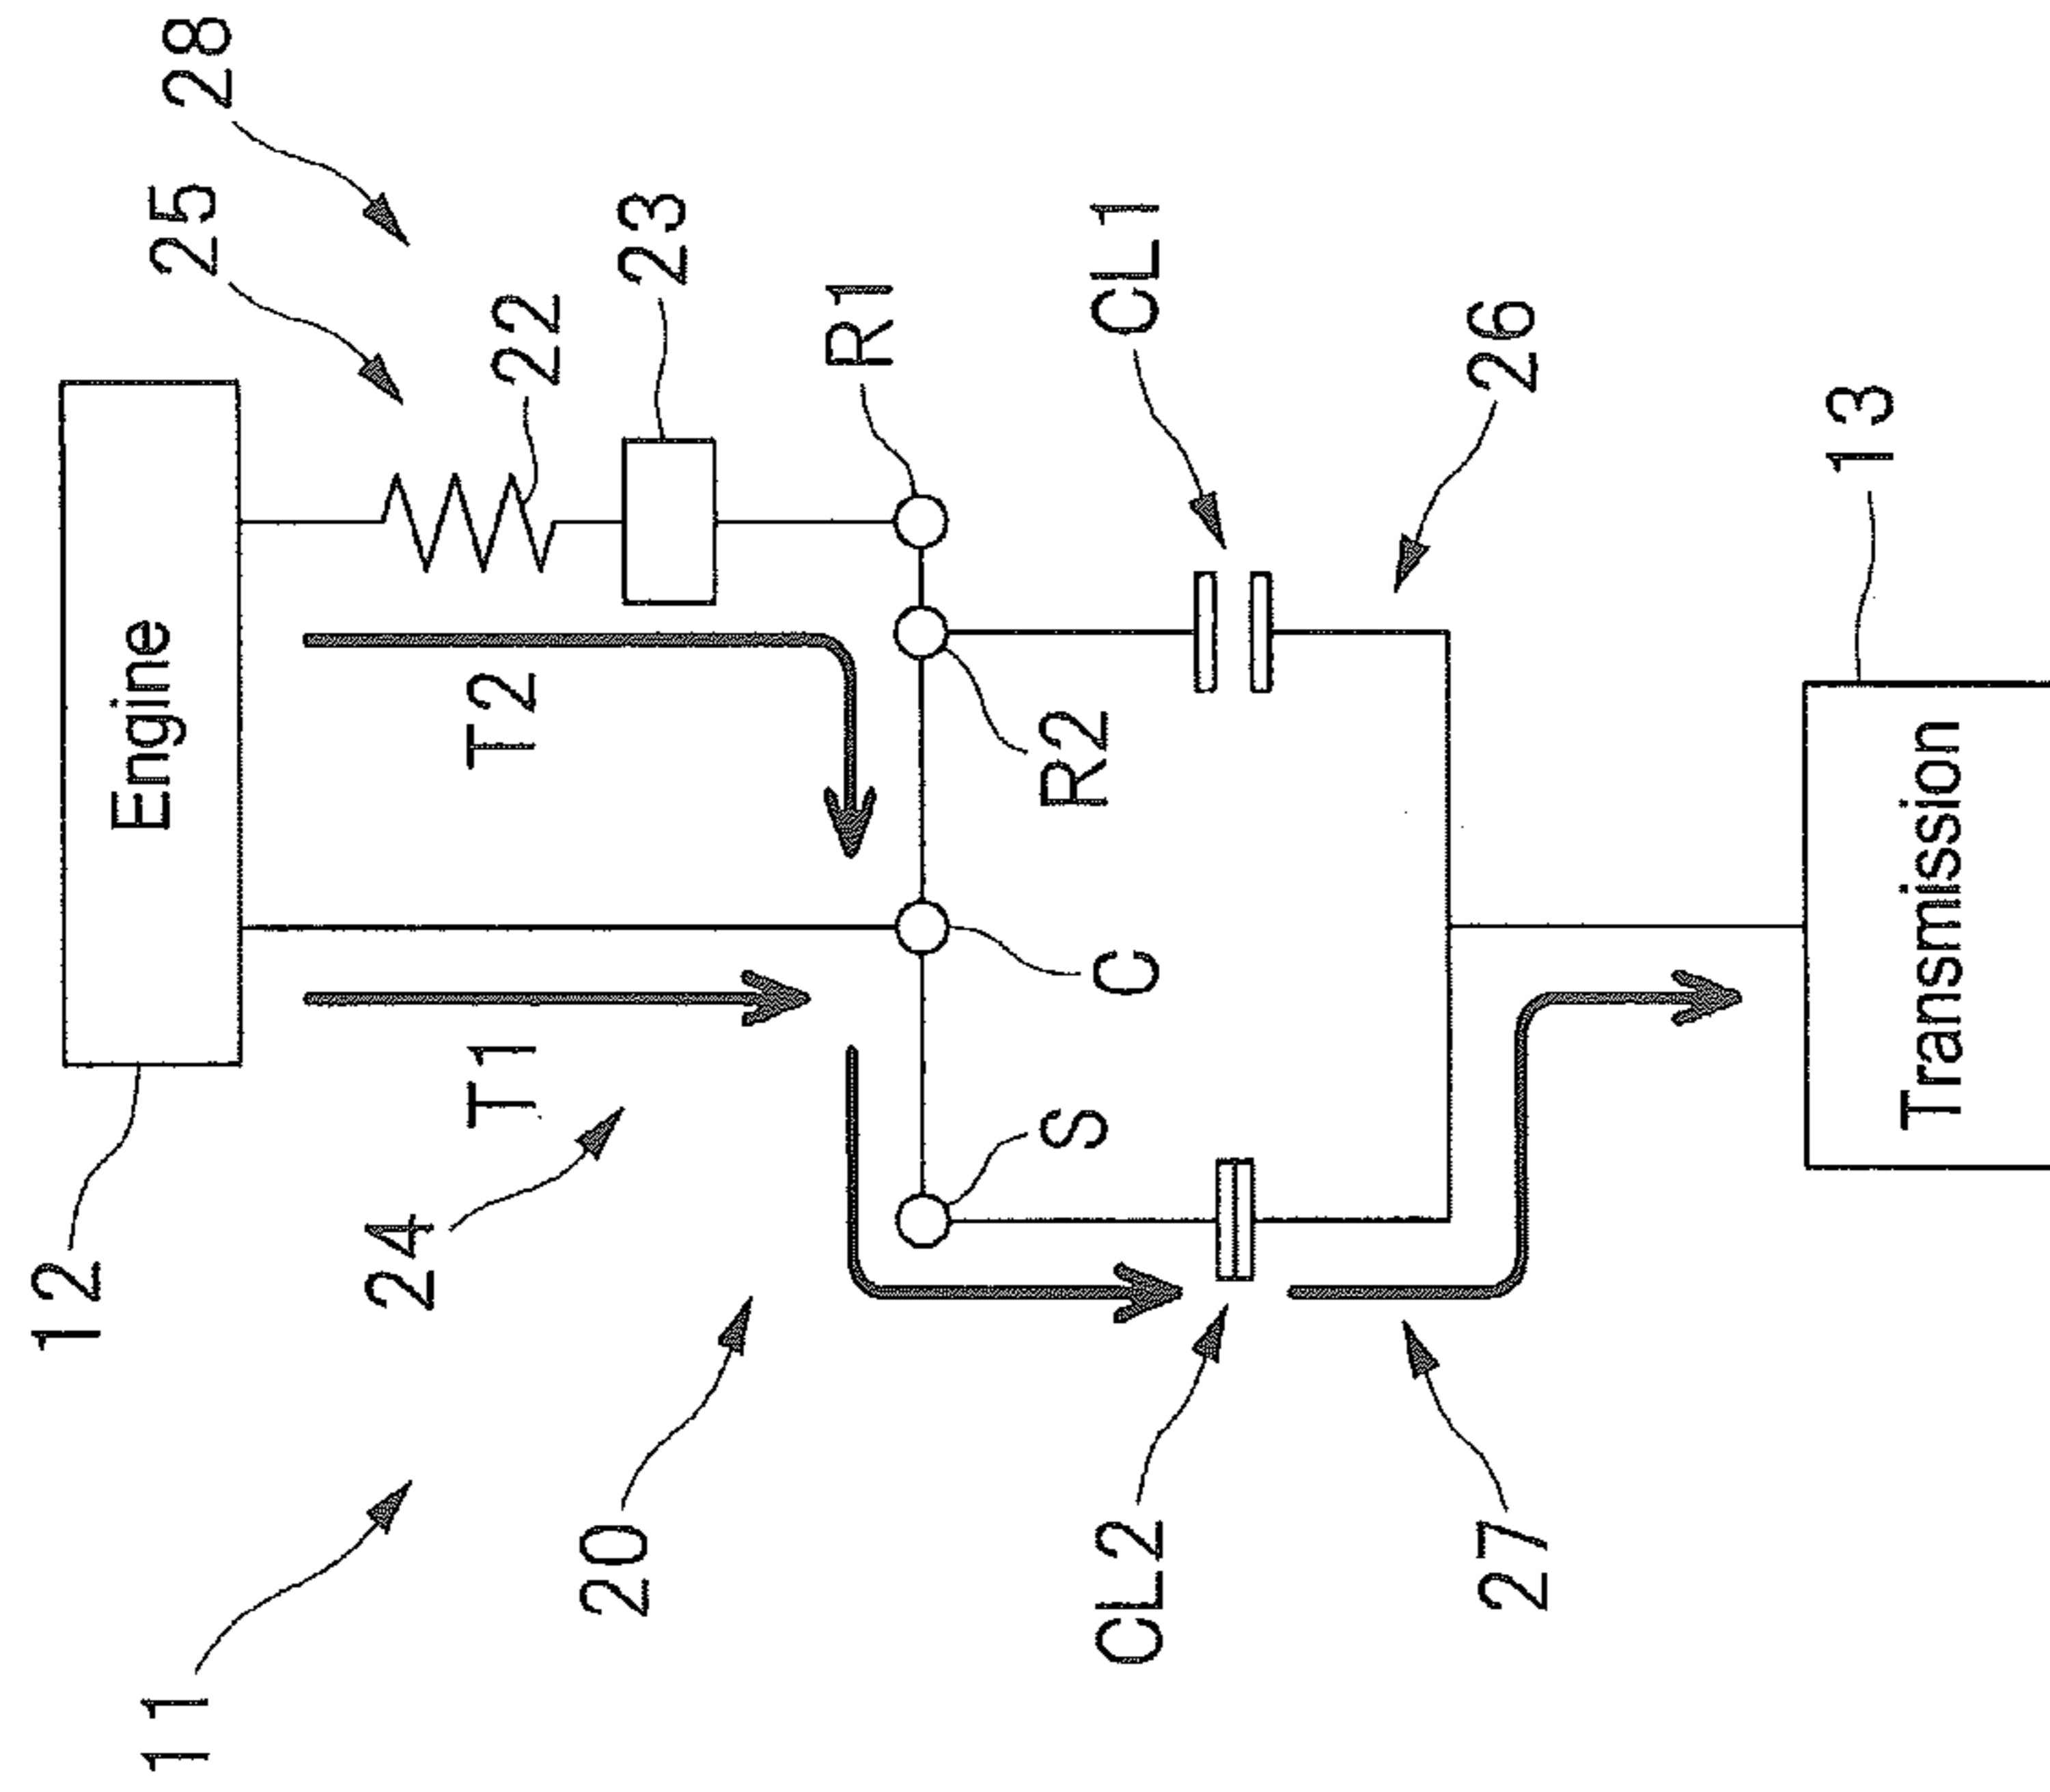 11
12
Engine
28
25
24
T1
T2
22
23
20
R1
S
C
R2
CL1
CL2
26
27
13
Transmission